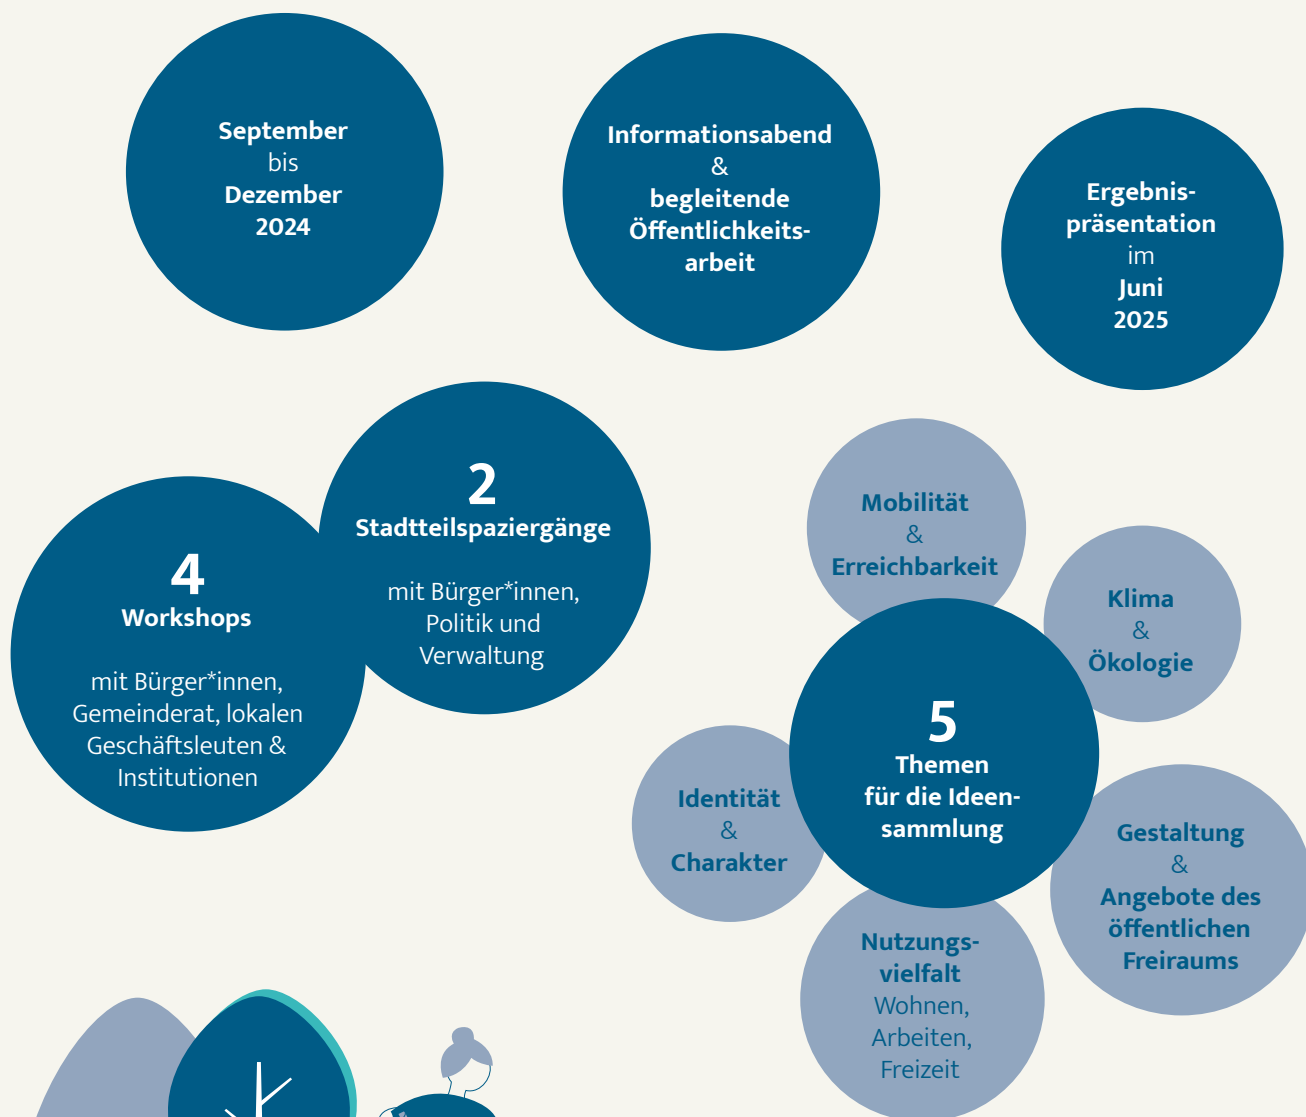 September
bis
Dezember
2024
Informationsabend
&
begleitende
Öffentlichkeits-
arbeit
Ergebnis-
präsentation
im
Juni
2025
2
Stadtteilspaziergänge
mit Bürger*innen,
Politik und
Verwaltung
4
Workshops
mit Bürger*innen,
Gemeinderat, lokalen
Geschäftsleuten &
Institutionen
Mobilität
&
Erreichbarkeit
Klima
&
Ökologie
5
Themen
für die Ideen-
sammlung
Identität
&
Charakter
Gestaltung
&
Angebote des
öffentlichen
Freiraums
Nutzungs-
vielfalt
Wohnen,
Arbeiten,
Freizeit